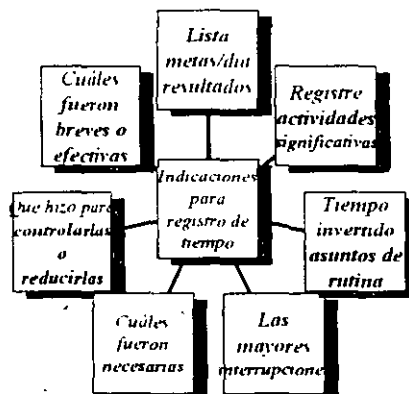 Lista
metas/día
resultados
Registre
actividades
significativas
Tiempo
invertido
asuntos de
rutina
Las
mayores
interrupciones
Cuáles
fueron
necesarias
Que hizo para
controlarlas
o
reducirlas
Cuáles
fueron
breves o
efectivas
Indicaciones
para
registro de
tiempo